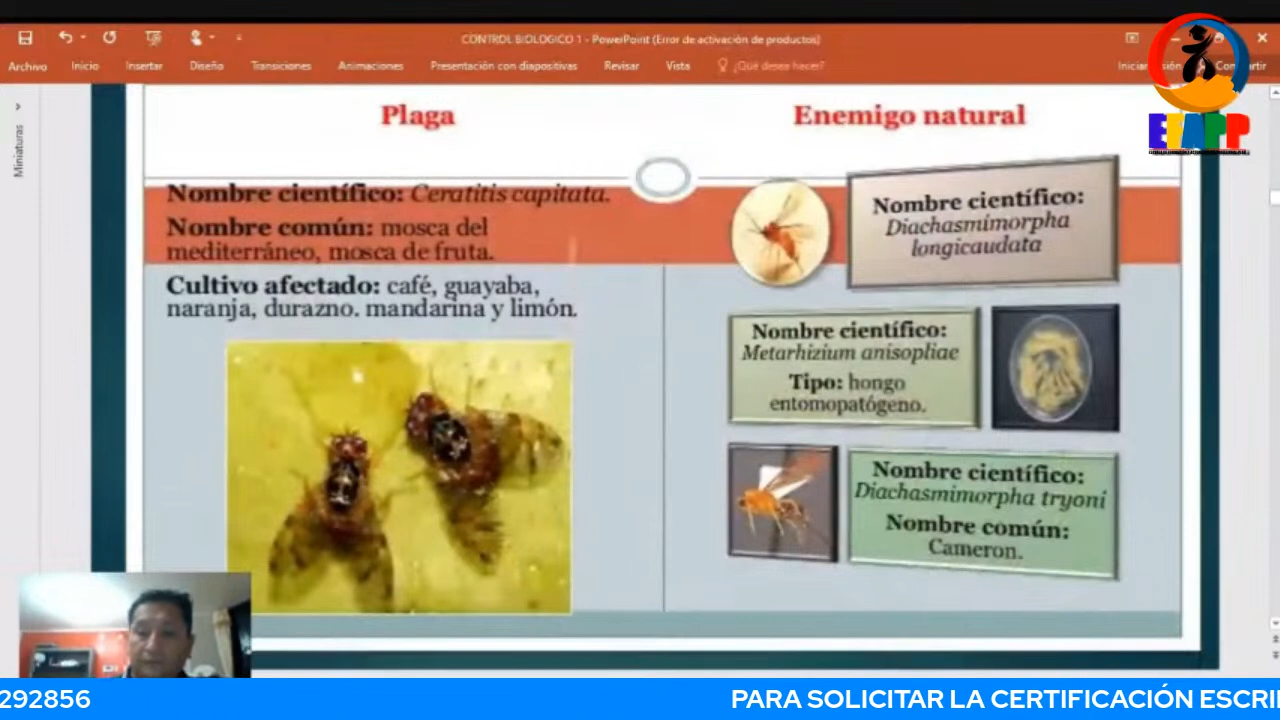 CONTROL BIOLOGICO 1 - PowerPoint (Error de activación de productos)
Archivo Inicio Insertar Diseño Transiciones Animaciones Presentación con diapositivas Revisar Vista ¿Qué desea hacer?
EIAPP
Miniaturas
Plaga
Nombre científico: Ceratitis capitata.
Nombre común: mosca del
mediterráneo, mosca de fruta.
Cultivo afectado: café, guayaba,
naranja, durazno. mandarina y limón.
Enemigo natural
Nombre científico:
Diachasmimorpha
longicaudata
Nombre científico:
Metarhizium anisopliae
Tipo: hongo
entomopatógeno.
Nombre científico:
Diachasmimorpha tryoni
Nombre común:
Cameron.
292856
PARA SOLICITAR LA CERTIFICACIÓN ESCRI